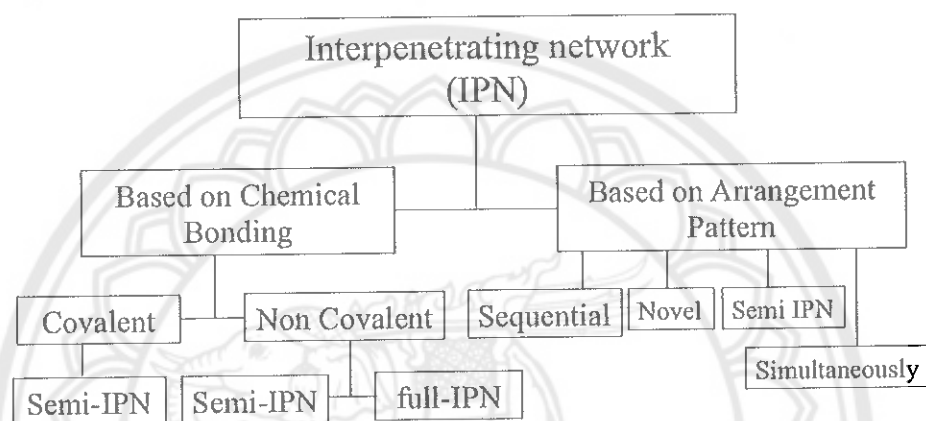 Interpenetrating network
(IPN)
Based on Chemical
Bonding
Based on Arrangement
Pattern
Covalent
Non Covalent
Sequential
Novel
Semi IPN
Simultaneously
Semi-IPN
Semi-IPN
full-IPN